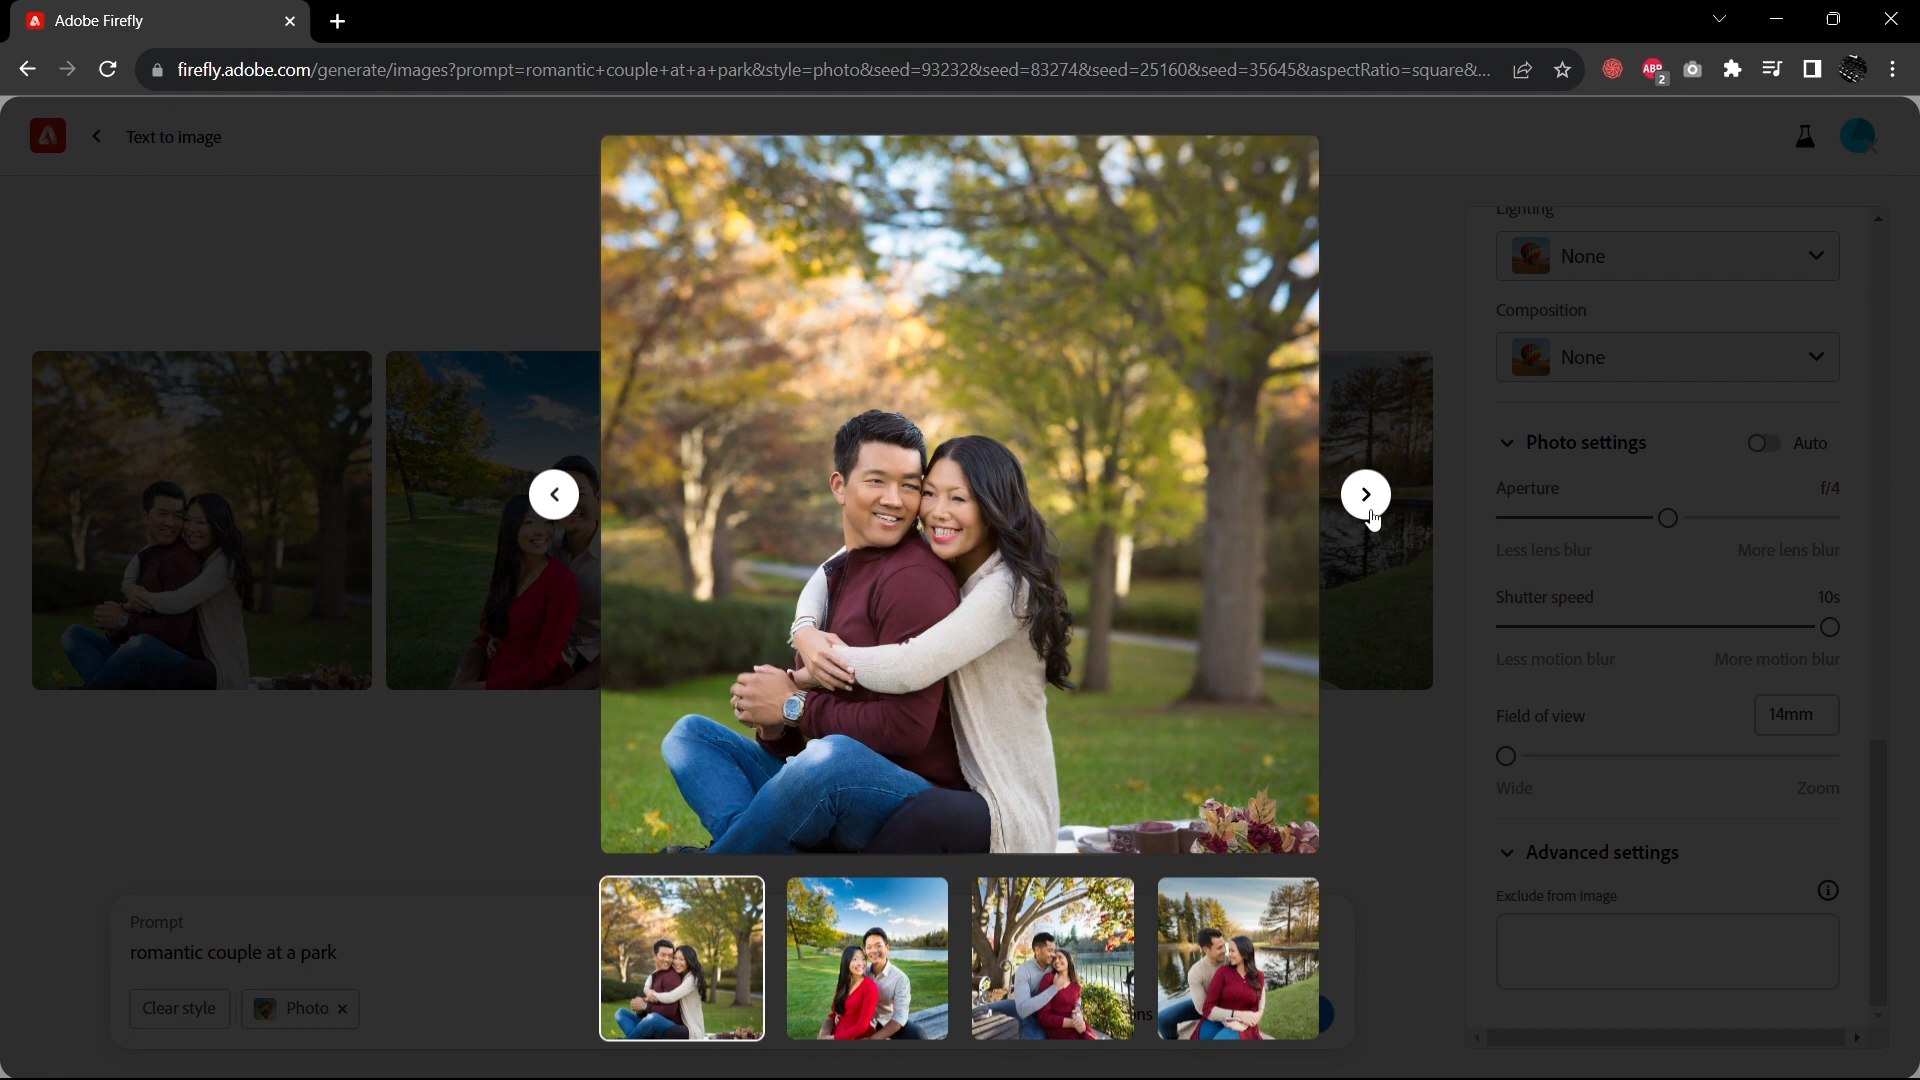 Adobe Firefly
firefly.adobe.com/generate/images?prompt=romantic+couple+at+a+park&style=photo&seed=93232&seed=83274&seed=25160&seed=35645&aspectRatio=square&...
ABP
2
Text to image
Lighting
None
Composition
None
Photo settings
Auto
Aperture
f/4
Less lens blur
More lens blur
Shutter speed
10s
Less motion blur
More motion blur
Field of view
14mm
Wide
Zoom
Advanced settings
Exclude from image
Prompt
romantic couple at a park
Clear style
Photo
ns